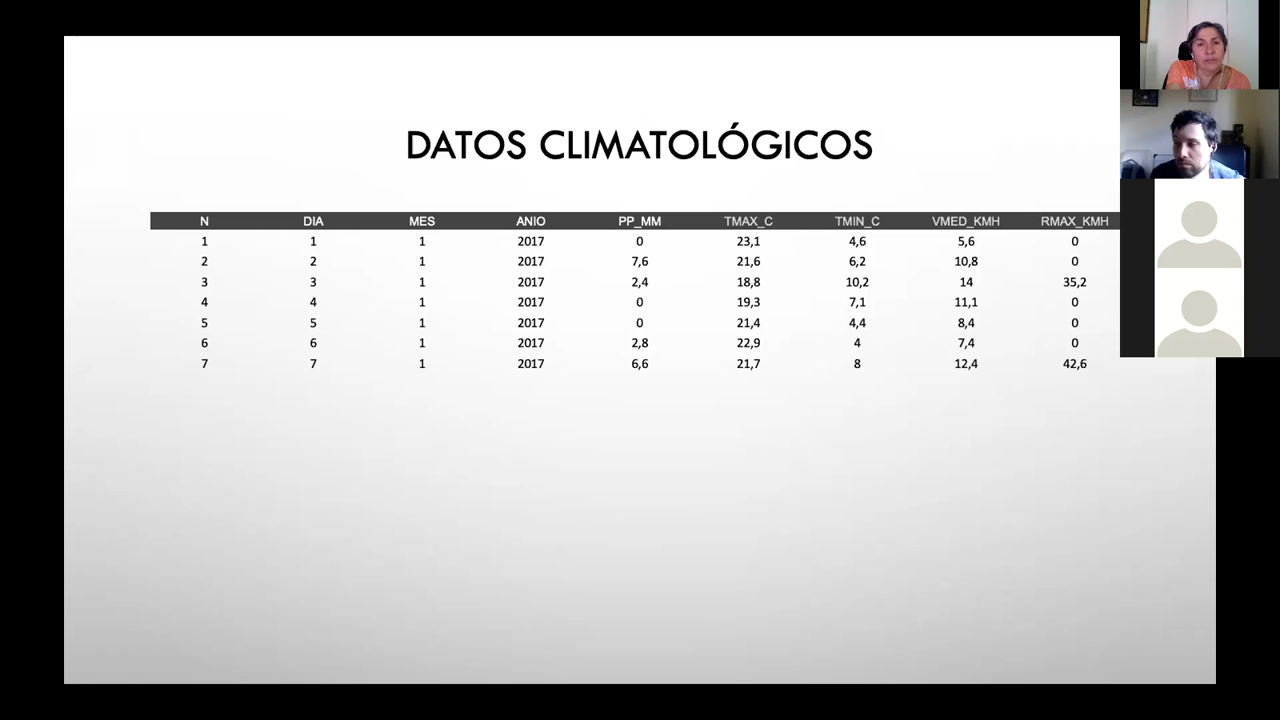 DATOS CLIMATOLÓGICOS
N DIA MES ANIO PP_MM TMAX_C TMIN_C VMED_KMH RMAX_KMH
1 1 1 2017 0 23,1 4,6 5,6 0
2 2 1 2017 7,6 21,6 6,2 10,8 0
3 3 1 2017 2,4 18,8 10,2 14 35,2
4 4 1 2017 0 19,3 7,1 11,1 0
5 5 1 2017 0 21,4 4,4 8,4 0
6 6 1 2017 2,8 22,9 4 7,4 0
7 7 1 2017 6,6 21,7 8 12,4 42,6